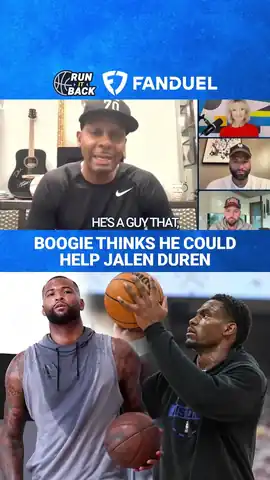 RUN
IT
BACK
FANDUEL
HE'S A GUY THAT,
BOOGIE THINKS HE COULD
HELP JALEN DUREN